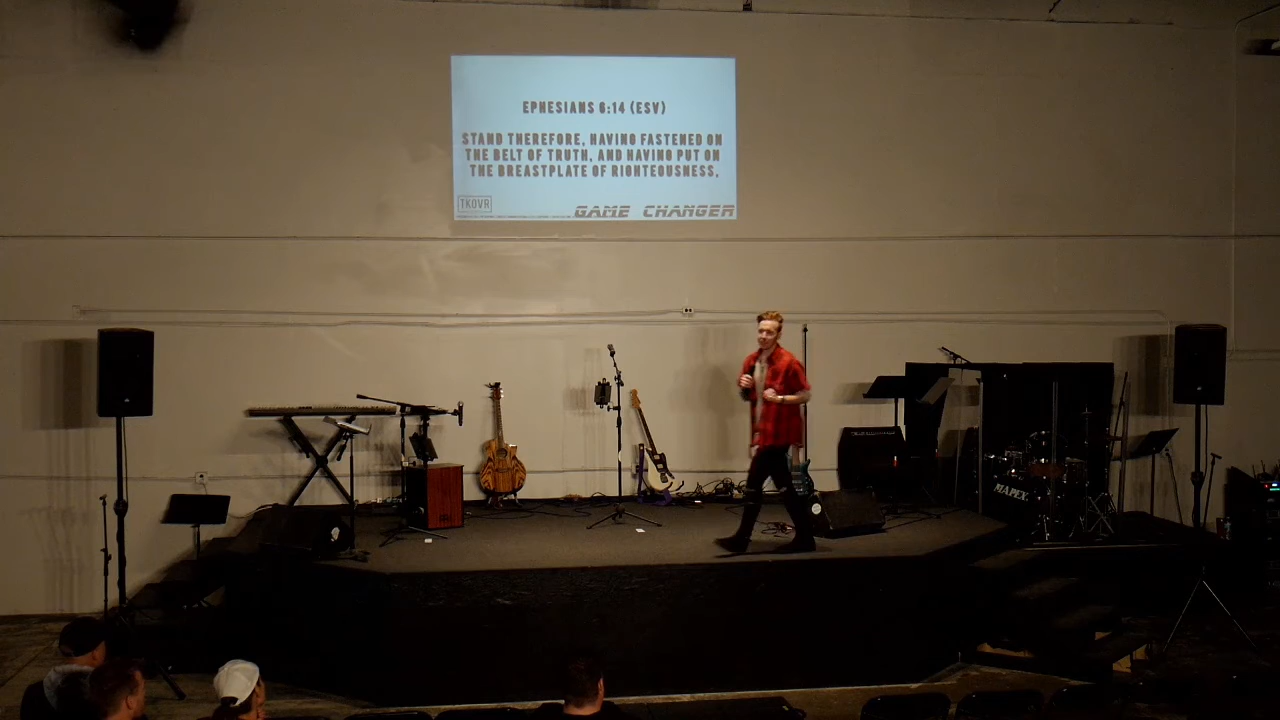 EPHESIANS 6:14 (ESV)
STAND THEREFORE, HAVING FASTENED ON
THE BELT OF TRUTH, AND HAVING PUT ON
THE BREASTPLATE OF RIGHTEOUSNESS,
TKOVR
GAME CHANGER
MAPEX